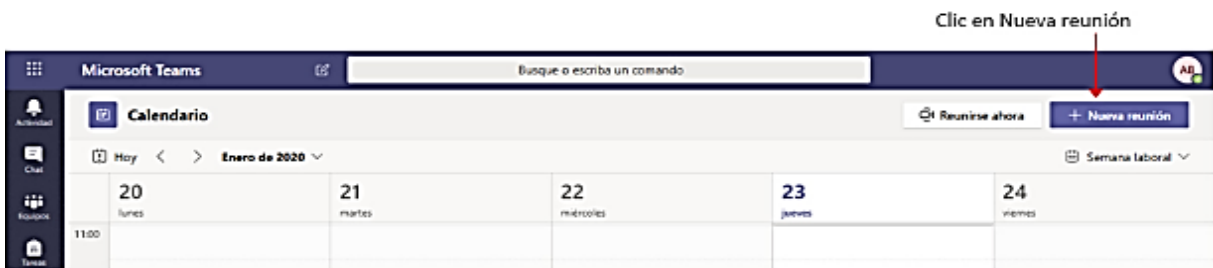 Clic en Nueva reunión
Microsoft Teams
Busque o escriba un comando
AB
Actividad
Calendario
Reunirse ahora
+ Nueva reunión
Chat
Hoy < > Enero de 2020
Semana laboral
Equipos
20
21
22
23
24
lunes
martes
miércoles
jueves
viernes
11:00
Tareas